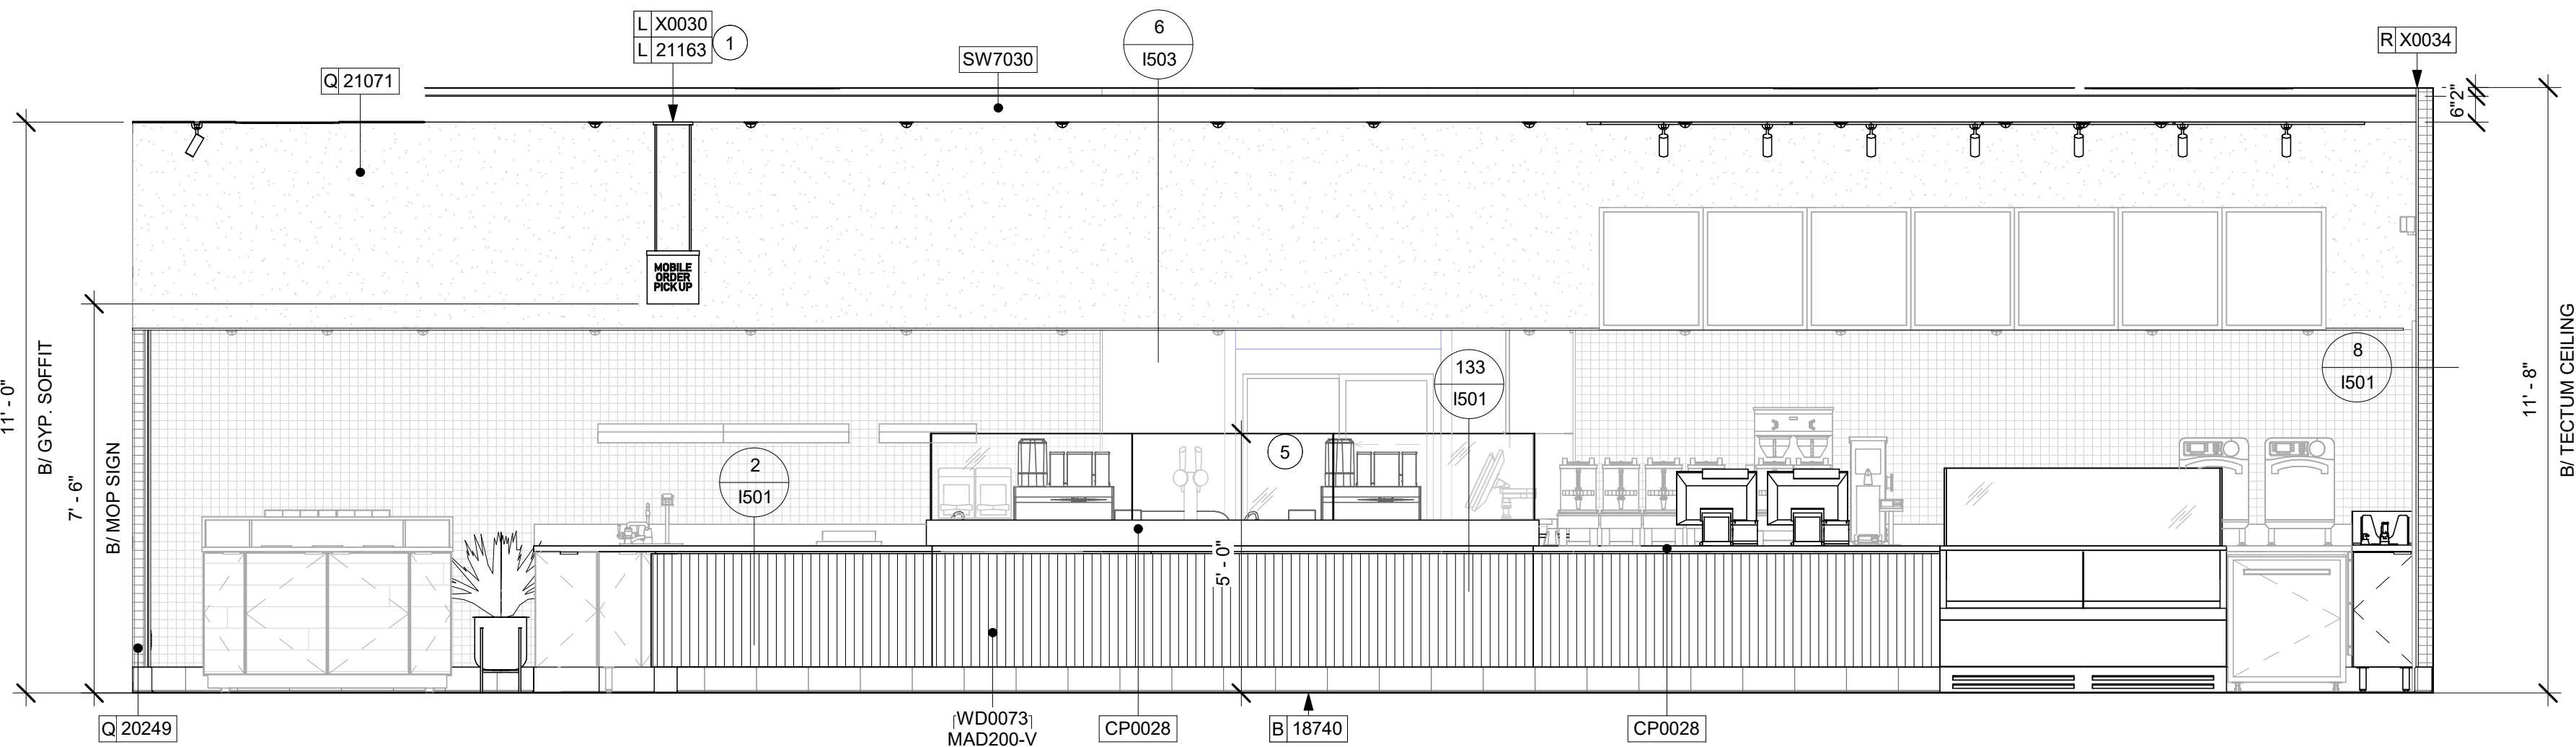 L X0030
L 21163
1
6
I503
R X0034
SW7030
Q 21071
6"
2"
MOBILE
ORDER
PICK UP
B/ GYP. SOFFIT
11' - 0"
B/ MOP SIGN
7' - 6"
8
I501
133
I501
B/ TECTUM CEILING
11' - 8"
5
2
I501
5' - 0"
Q 20249
WD0073
MAD200-V
CP0028
B 18740
CP0028